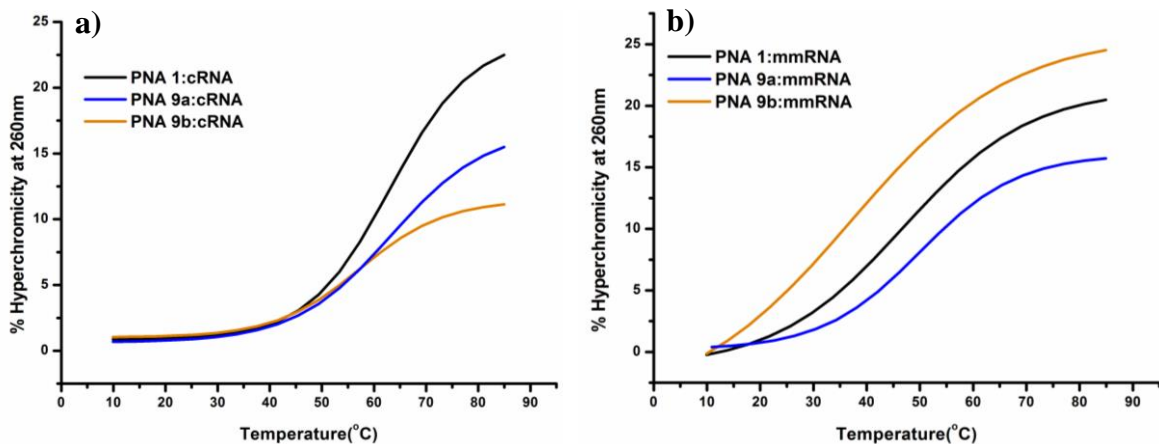 a)
25
20
15
10
5
0
% Hyperchromicity at 260nm
PNA 1:cRNA
PNA 9a:cRNA
PNA 9b:cRNA
0 10 20 30 40 50 60 70 80 90
Temperature(°C)
b)
25
20
15
10
5
0
% Hyperchromicity at 260nm
PNA 1:mmRNA
PNA 9a:mmRNA
PNA 9b:mmRNA
0 10 20 30 40 50 60 70 80 90
Temperature(°C)